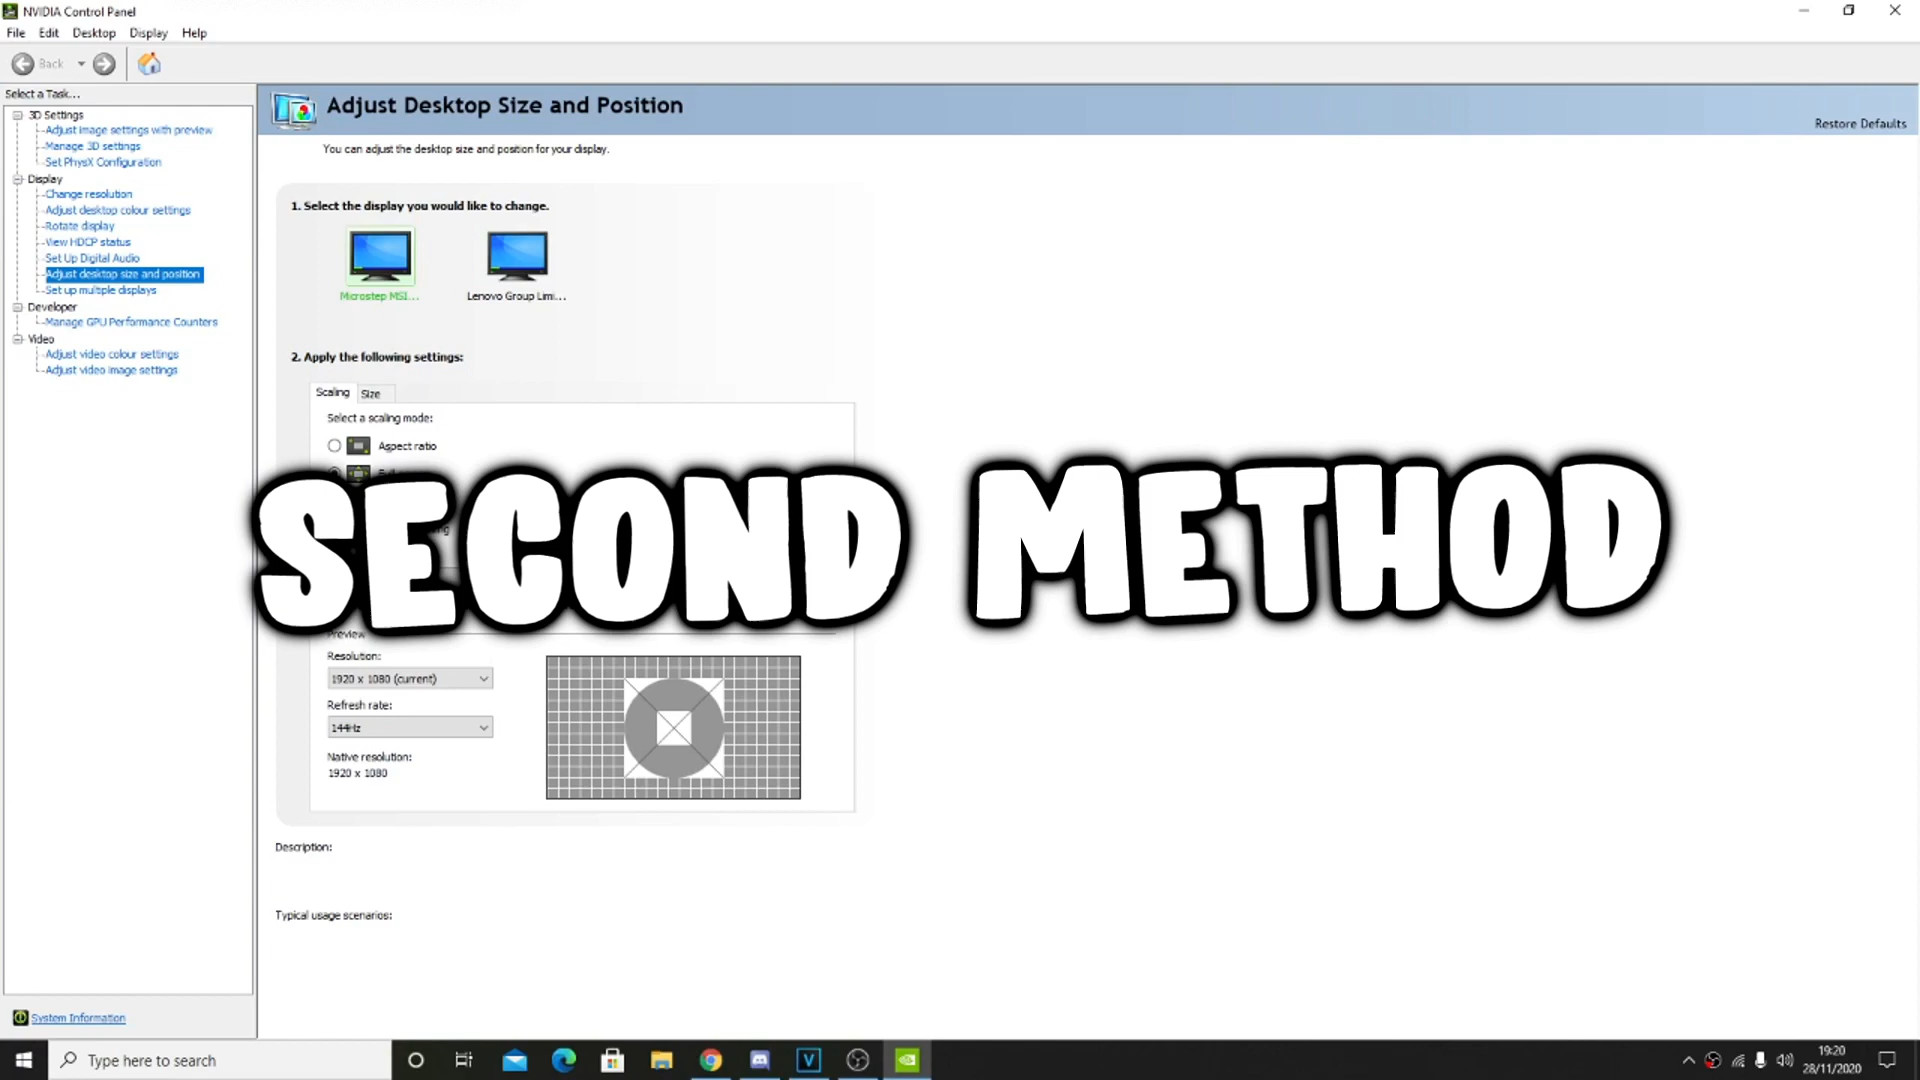 NVIDIA Control Panel
File Edit Desktop Display Help
Back
Select a Task...
3D Settings
Adjust image settings with preview
Manage 3D settings
Set PhysX Configuration
Display
Change resolution
Adjust desktop colour settings
Rotate display
View HDCP status
Set Up Digital Audio
Adjust desktop size and position
Set up multiple displays
Developer
Manage GPU Performance Counters
Video
Adjust video colour settings
Adjust video image settings
System Information
Adjust Desktop Size and Position
Restore Defaults
You can adjust the desktop size and position for your display.
1. Select the display you would like to change.
Microstep MSI...
Lenovo Group Limi...
2. Apply the following settings:
Scaling Size
Select a scaling mode:
Aspect ratio
SECOND METHOD
Preview
Resolution:
1920 x 1080 (current)
Refresh rate:
144Hz
Native resolution:
1920 x 1080
Description:
Typical usage scenarios:
Type here to search
19:20
28/11/2020